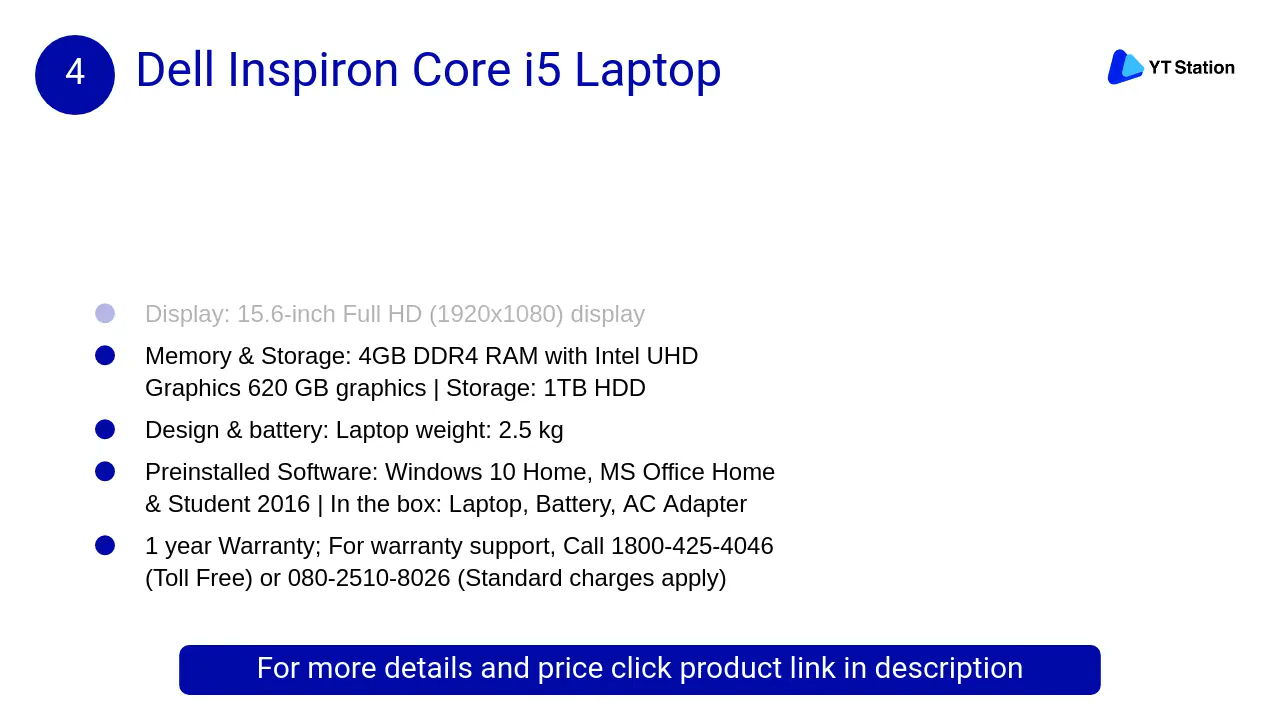 4
Dell Inspiron Core i5 Laptop
YT Station
Display: 15.6-inch Full HD (1920x1080) display
Memory & Storage: 4GB DDR4 RAM with Intel UHD
Graphics 620 GB graphics | Storage: 1TB HDD
Design & battery: Laptop weight: 2.5 kg
Preinstalled Software: Windows 10 Home, MS Office Home
& Student 2016 | In the box: Laptop, Battery, AC Adapter
1 year Warranty; For warranty support, Call 1800-425-4046
(Toll Free) or 080-2510-8026 (Standard charges apply)
For more details and price click product link in description